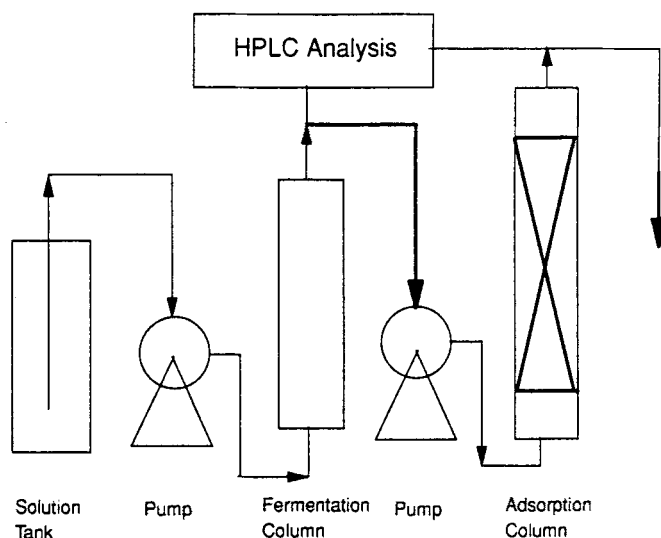 HPLC Analysis
Solution
Tank
Pump
Fermentation
Column
Pump
Adsorption
Column